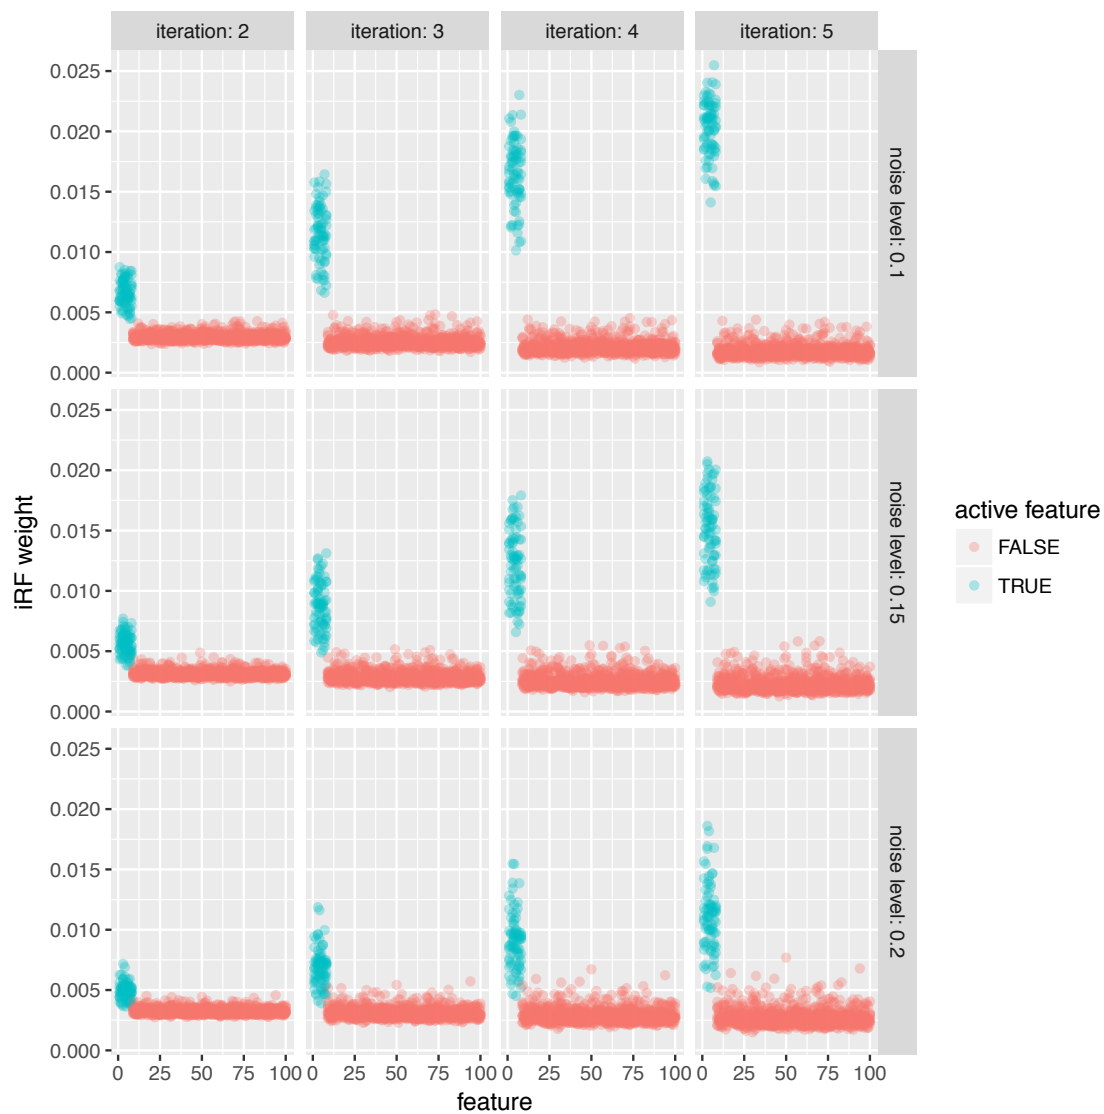 iteration: 2
iteration: 3
iteration: 4
iteration: 5
0.025
0.020
0.015
0.010
0.005
0.000
noise level: 0.1
0.025
0.020
0.015
0.010
0.005
0.000
noise level: 0.15
0.025
0.020
0.015
0.010
0.005
0.000
noise level: 0.2
iRF weight
0 25 50 75 100
0 25 50 75 100
0 25 50 75 100
0 25 50 75 100
feature
active feature
FALSE
TRUE